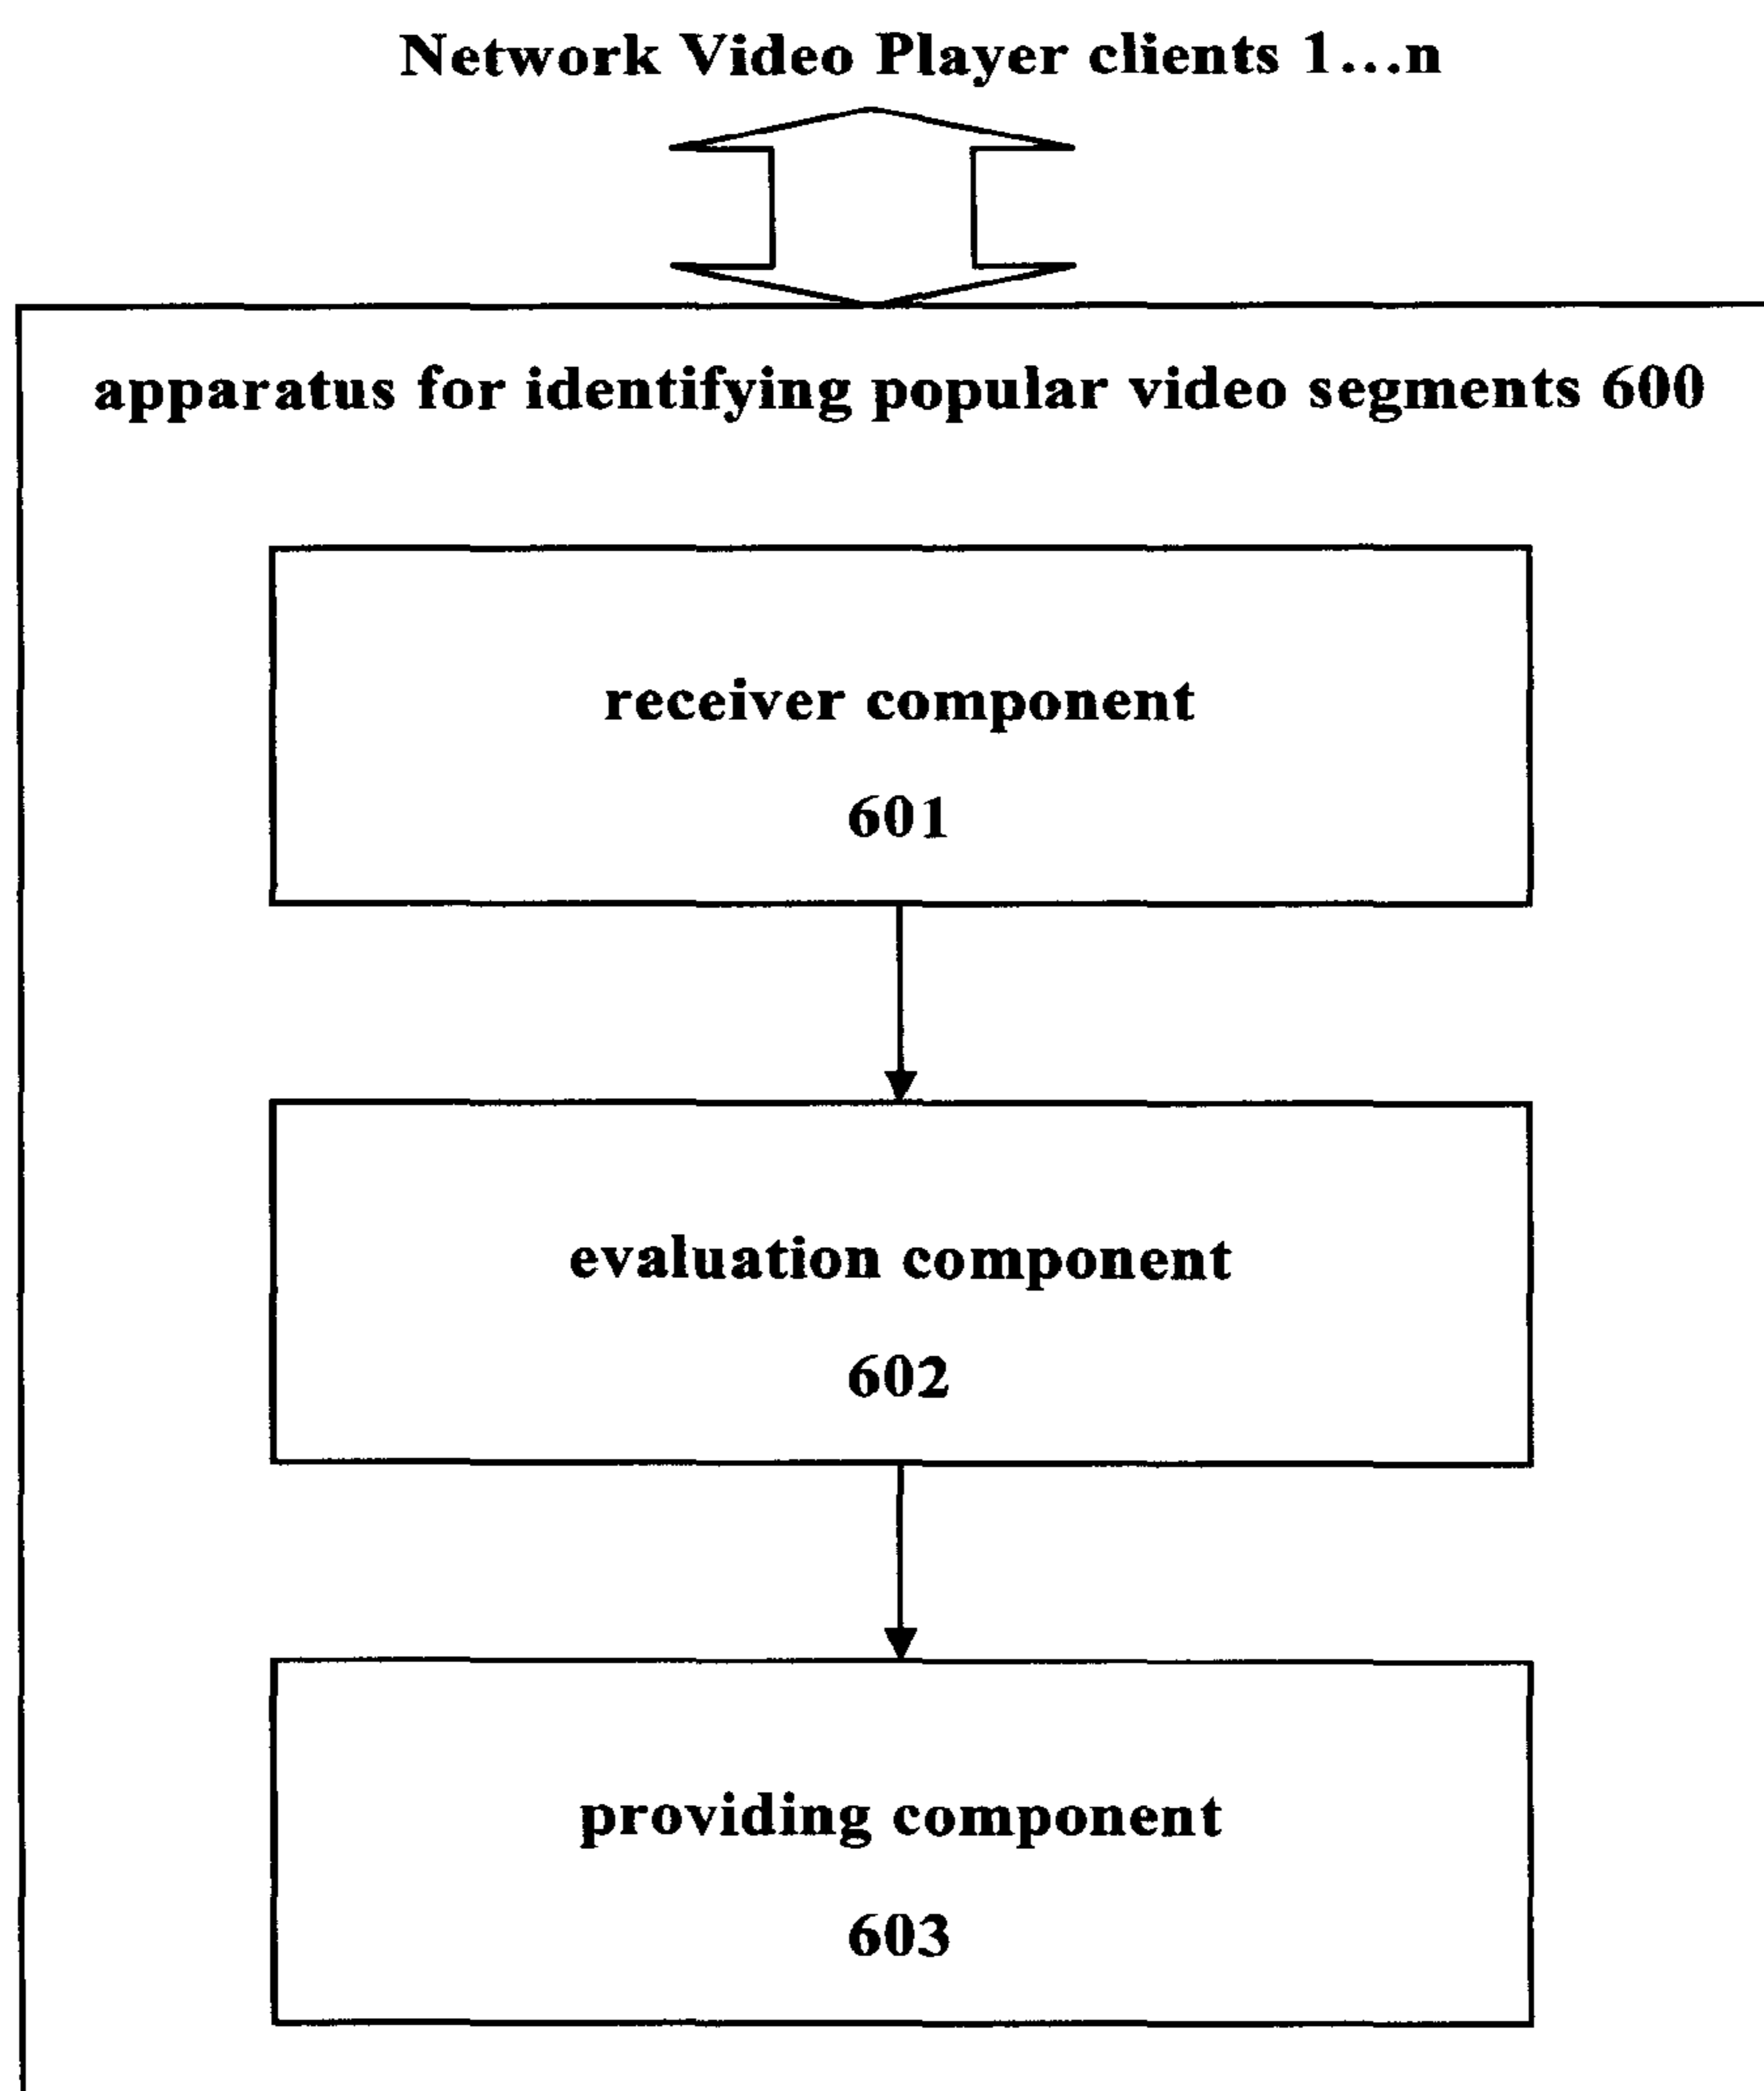 Network Video Player clients 1...n
apparatus for identifying popular video segments 600
receiver component
601
evaluation component
602
providing component
603